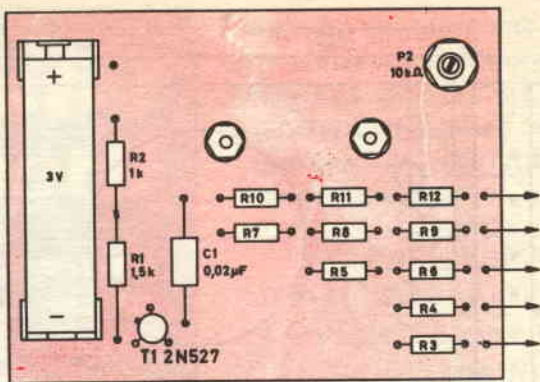 P2
10kΩ
+
R2
1k
3V
R10
R11
R12
R7
R8
R9
R1
1,5k
C1
0,02µF
R5
R6
R4
−
T1 2N527
R3